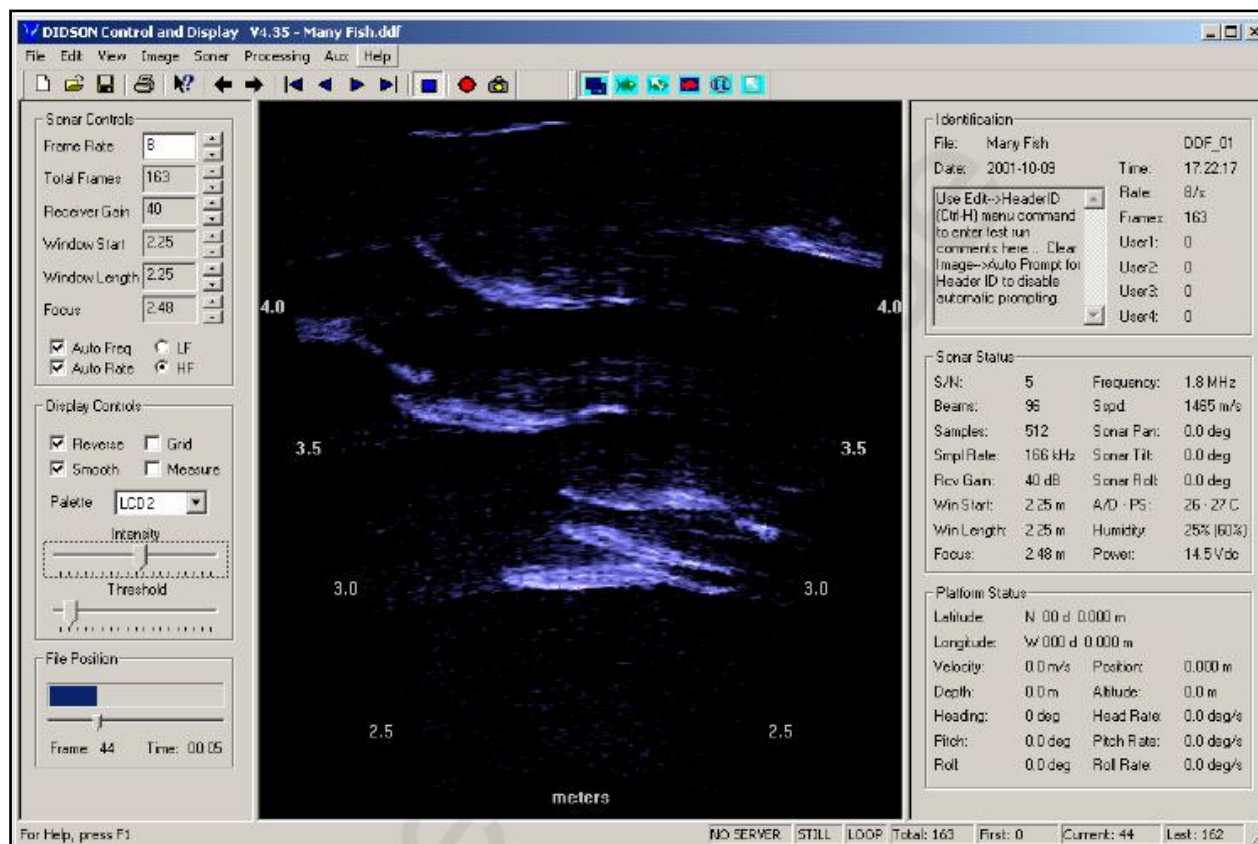 DIDSON Control and Display V4.35 - Many Fish.ddf
File Edit View Image Sonar Processing Aux Help
Sonar Controls
Frame Rate 8
Total Frames 163
Receiver Gain 40
Window Start 2.25
Window Length 2.25
Focus 2.48
Auto Freq LF
Auto Rate HF
Display Controls
Reverse Grid
Smooth Measure
Palette LCD2
Intensity
Threshold
File Position
Frame: 44 Time: 00:05
4.0 4.0
3.5 3.5
3.0 3.0
2.5 2.5
meters
Identification
File: Many Fish DDF_01
Date: 2001-10-09 Time: 17:22:17
Use Edit-->HeaderID
(Ctrl-H) menu command
to enter test run
comments here... Clear
Image-->Auto Prompt for
Header ID to disable
automatic prompting.
Rate: 8/s
Frames: 163
User1: 0
User2: 0
User3: 0
User4: 0
Sonar Status
S/N: 5 Frequency: 1.8 MHz
Beams: 96 Sspd: 1465 m/s
Samples: 512 Sonar Pan: 0.0 deg
Smpl Rate: 166 kHz Sonar Tilt: 0.0 deg
Rcv Gain: 40 dB Sonar Roll: 0.0 deg
Win Start: 2.25 m A/D - PS: 26 - 27 C
Win Length: 2.25 m Humidity: 25% (60%)
Focus: 2.48 m Power: 14.5 Vdc
Platform Status
Latitude: N 00 d 0.000 m
Longitude: W 000 d 0.000 m
Velocity: 0.0 m/s Position: 0.000 m
Depth: 0.0 m Altitude: 0.0 m
Heading: 0 deg Head Rate: 0.0 deg/s
Pitch: 0.0 deg Pitch Rate: 0.0 deg/s
Roll: 0.0 deg Roll Rate: 0.0 deg/s
For Help, press F1 NO SERVER STILL LOOP Total: 163 First: 0 Current: 44 Last: 162